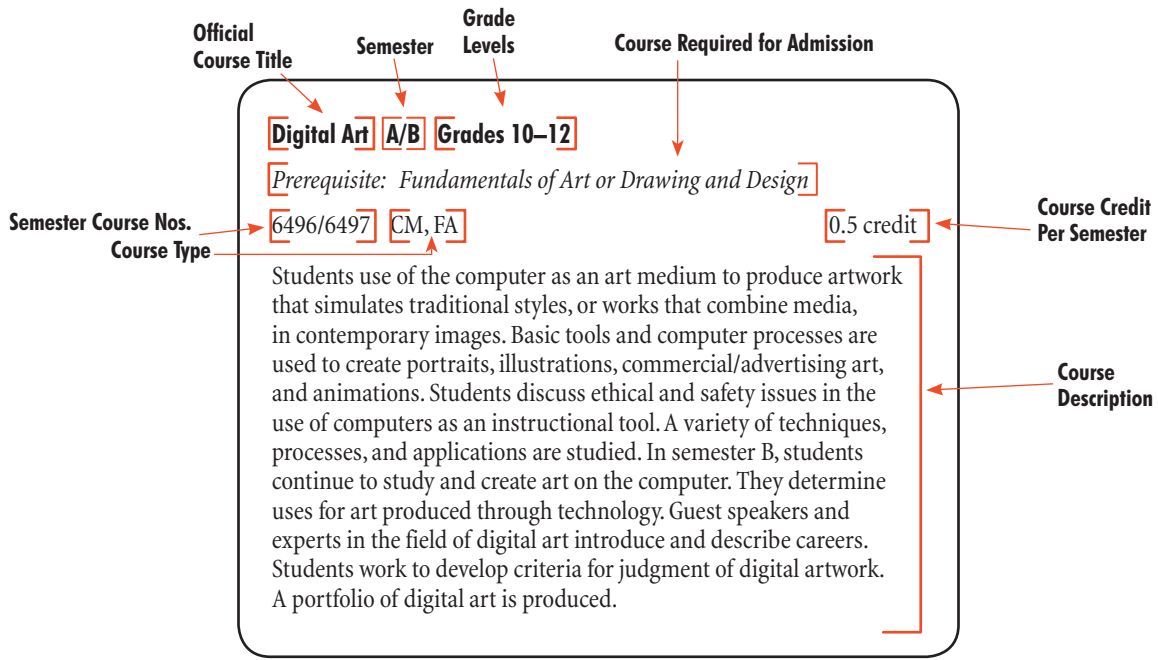 Official
Course Title
Semester
Grade
Levels
Course Required for Admission
Digital Art A/B Grades 10–12
Prerequisite: Fundamentals of Art or Drawing and Design
Semester Course Nos.
Course Type
6496/6497 CM, FA 0.5 credit
Course Credit
Per Semester
Students use of the computer as an art medium to produce artwork
that simulates traditional styles, or works that combine media,
in contemporary images. Basic tools and computer processes are
used to create portraits, illustrations, commercial/advertising art,
and animations. Students discuss ethical and safety issues in the
use of computers as an instructional tool. A variety of techniques,
processes, and applications are studied. In semester B, students
continue to study and create art on the computer. They determine
uses for art produced through technology. Guest speakers and
experts in the field of digital art introduce and describe careers.
Students work to develop criteria for judgment of digital artwork.
A portfolio of digital art is produced.
Course
Description